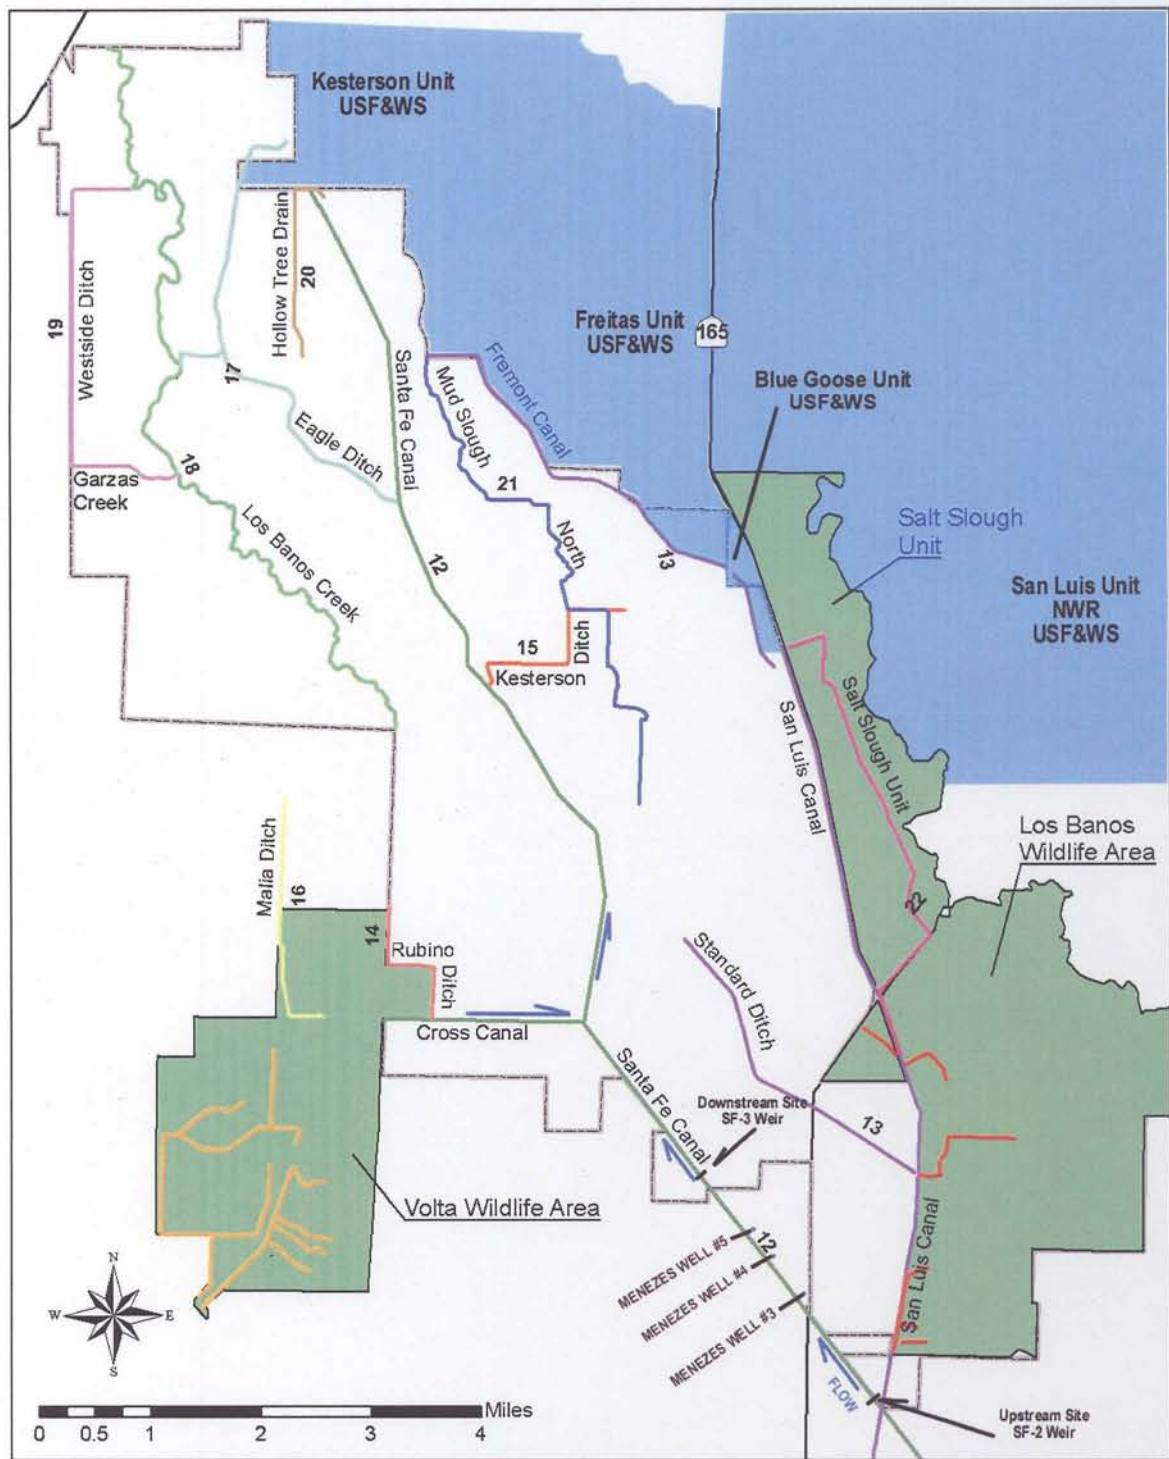 Kesterson Unit
USF&WS
Hollow Tree Drain
20
Westside Ditch
19
Freitas Unit
USF&WS
165
Blue Goose Unit
USF&WS
17
Santa Fe Canal
Mud Slough
Fremont Canal
Eagle Ditch
18
Garzas
Creek
21
North
Salt Slough
Unit
Los Banos Creek
12
13
San Luis Unit
NWR
USF&WS
15
Ditch
Kesterson
San Luis Canal
Salt Slough Unit
Los Banos
Wildlife Area
Malia Ditch
16
22
14
Rubino
Ditch
Standard Ditch
Cross Canal
Santa Fe Canal
Downstream Site
SF-3 Weir
13
Volta Wildlife Area
San Luis Canal
12
MENEZES WELL #5
MENEZES WELL #4
MENEZES WELL #3
N
W
E
S
FLOW
Upstream Site
SF-2 Weir
Miles
0 0.5 1 2 3 4